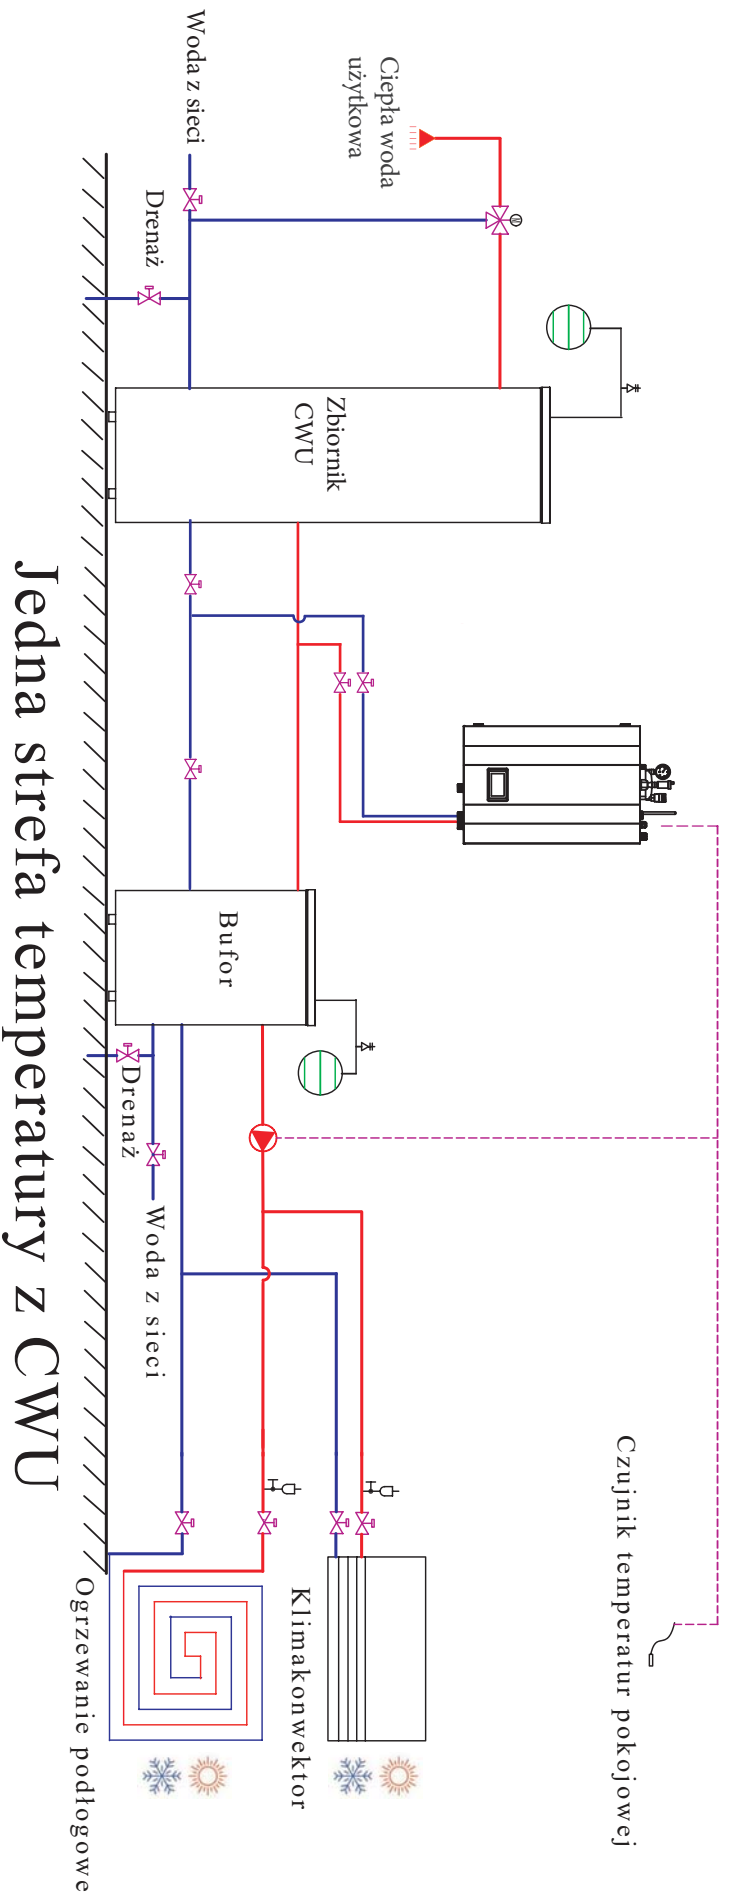 Woda z sieci
Ciepła woda
użytkowa
Drenaż
Zbiornik
CWU
Bufor
Drenaż
Woda z sieci
Czujnik temperatur pokojowej
Klimakonwektor
Ogrzewanie podłogowe
Jedna strefa temperatury z CWU